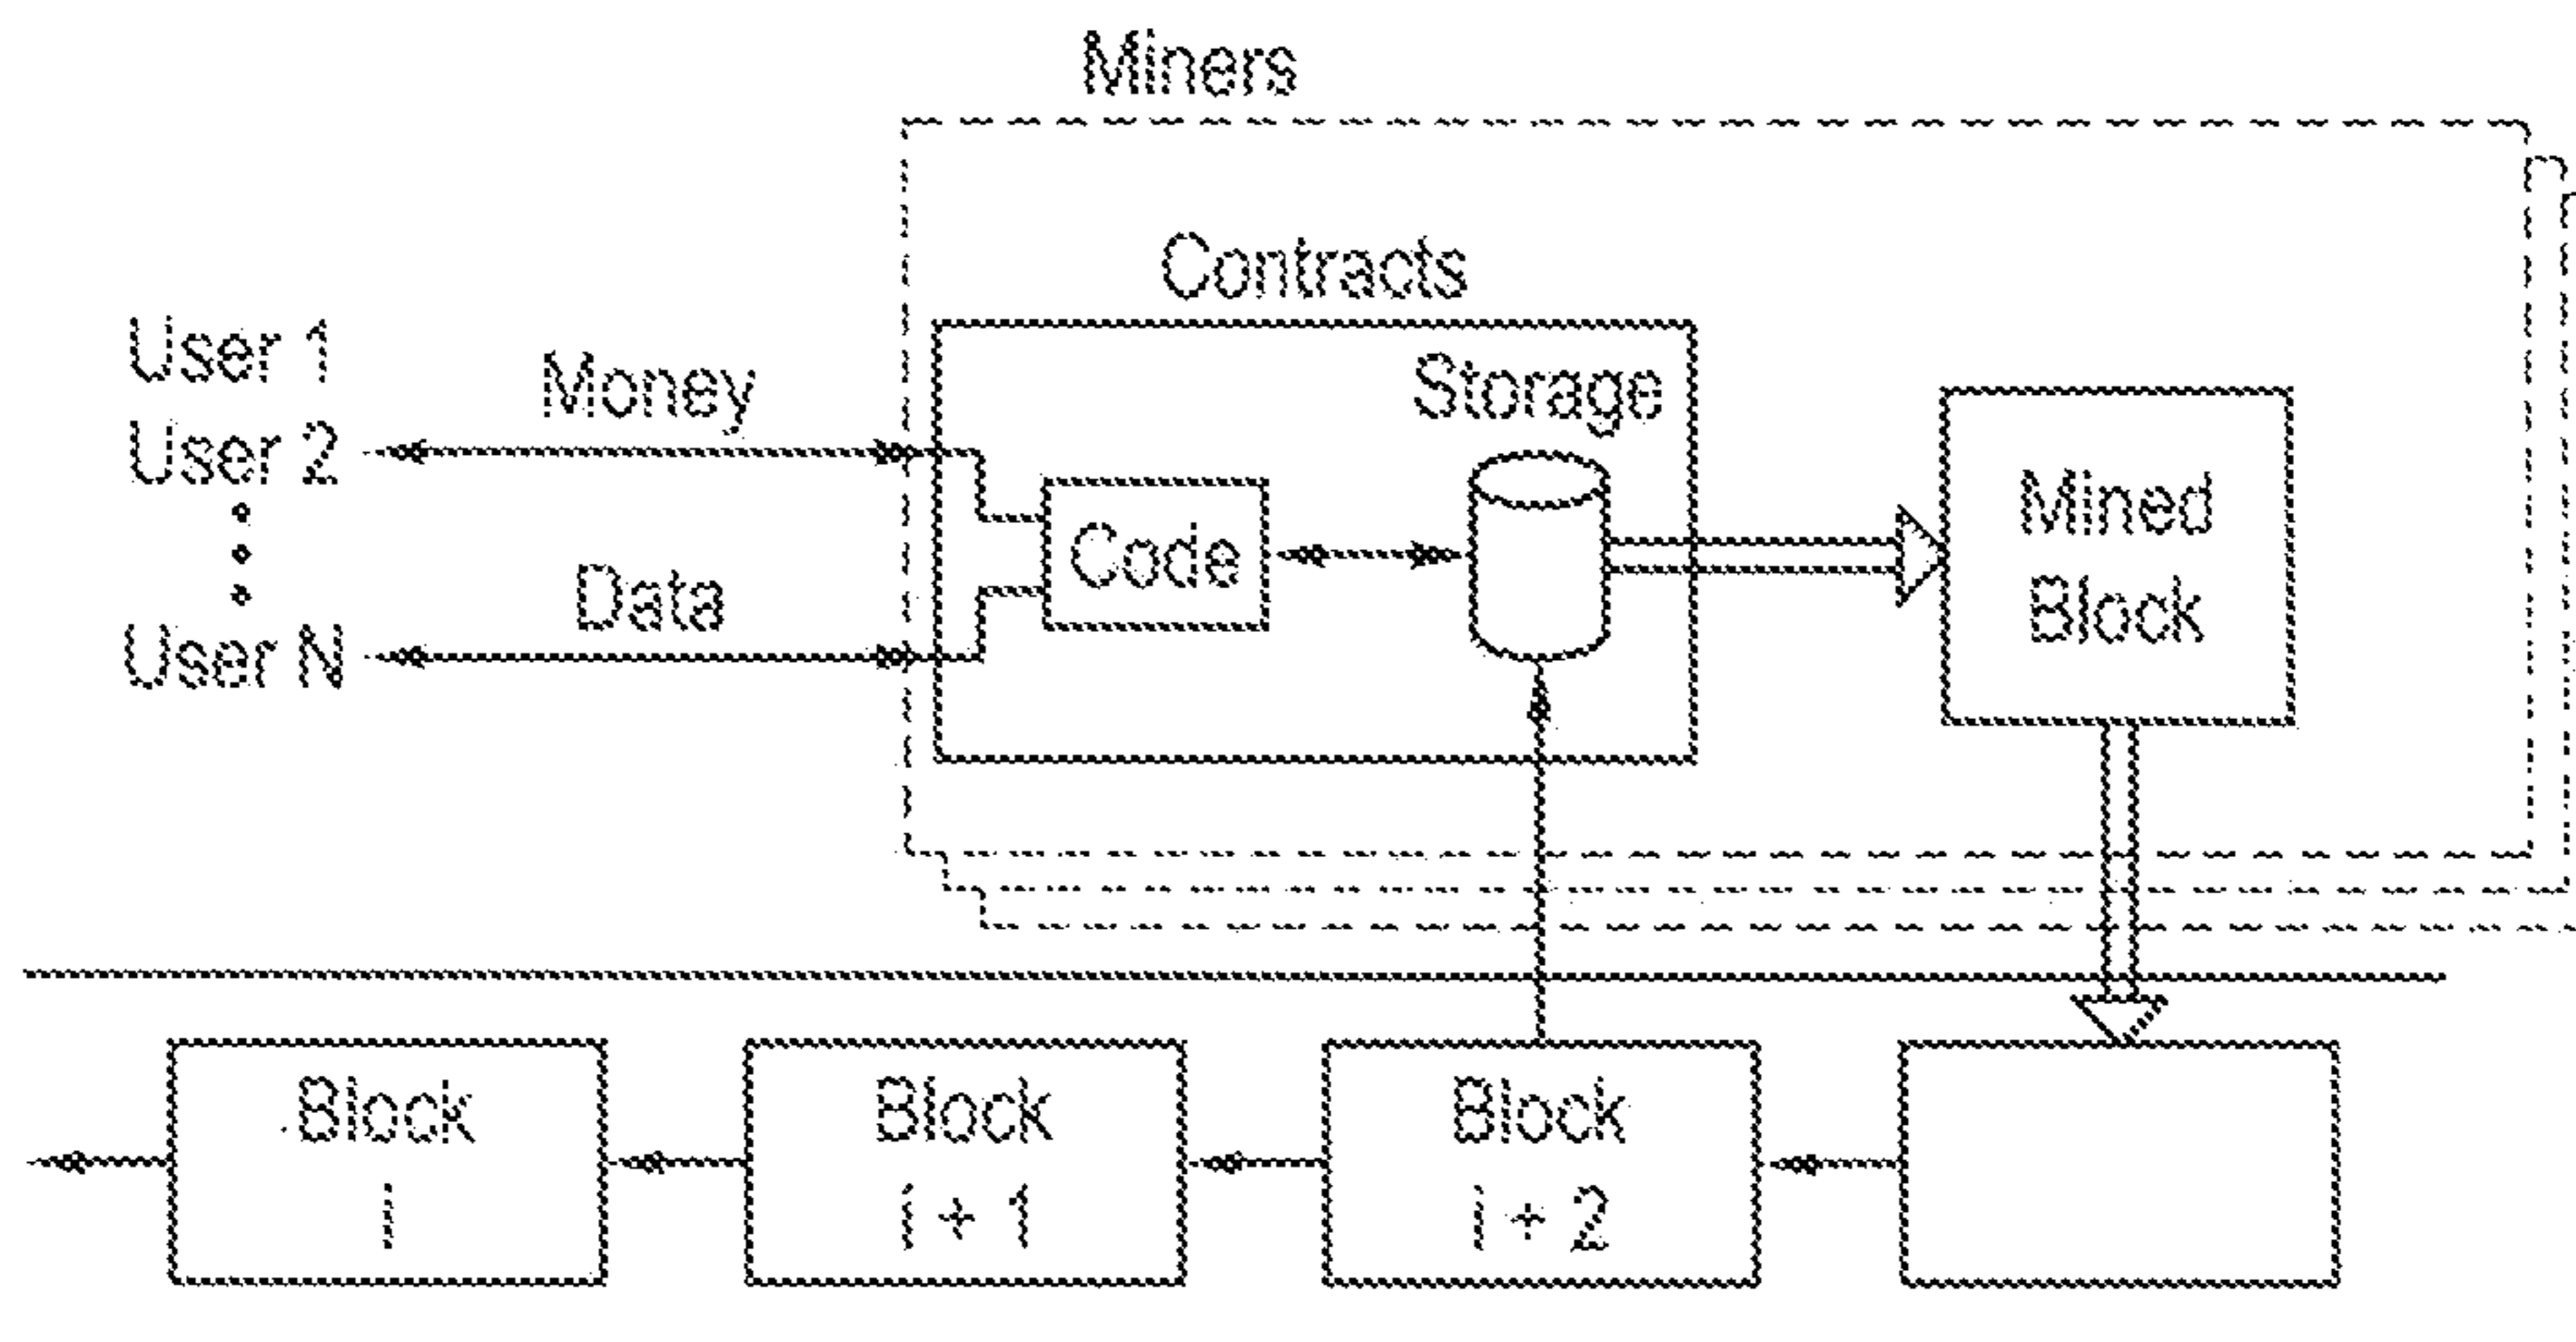 Miners
Contracts
User 1
User 2
User N
Money
Data
Storage
Code
Mined
Block
Block
i
Block
i + 1
Block
i + 2